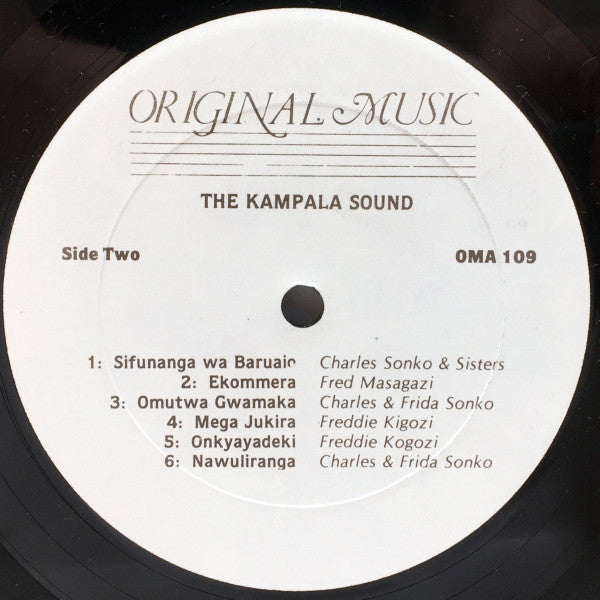 ORIGINAL MUSIC
THE KAMPALA SOUND
Side Two OMA 109
1: Sifunanga wa Baruaio Charles Sonko & Sisters
2: Ekommera Fred Masagazi
3: Omutwa Gwamaka Charles & Frida Sonko
4: Mega Jukira Freddie Kigozi
5: Onkyayadeki Freddie Kogozi
6: Nawuliranga Charles & Frida Sonko